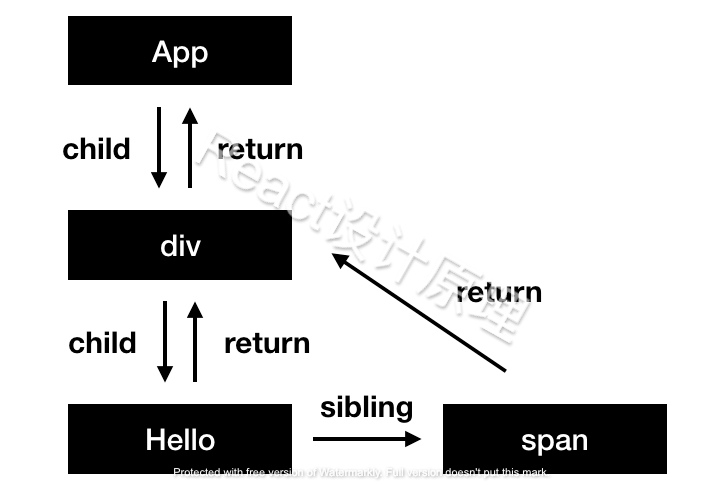 App
child
return
React设计原理
div
return
child
return
sibling
Hello
span
Protected with free version of Watermarkly. Full version doesn't put this mark.